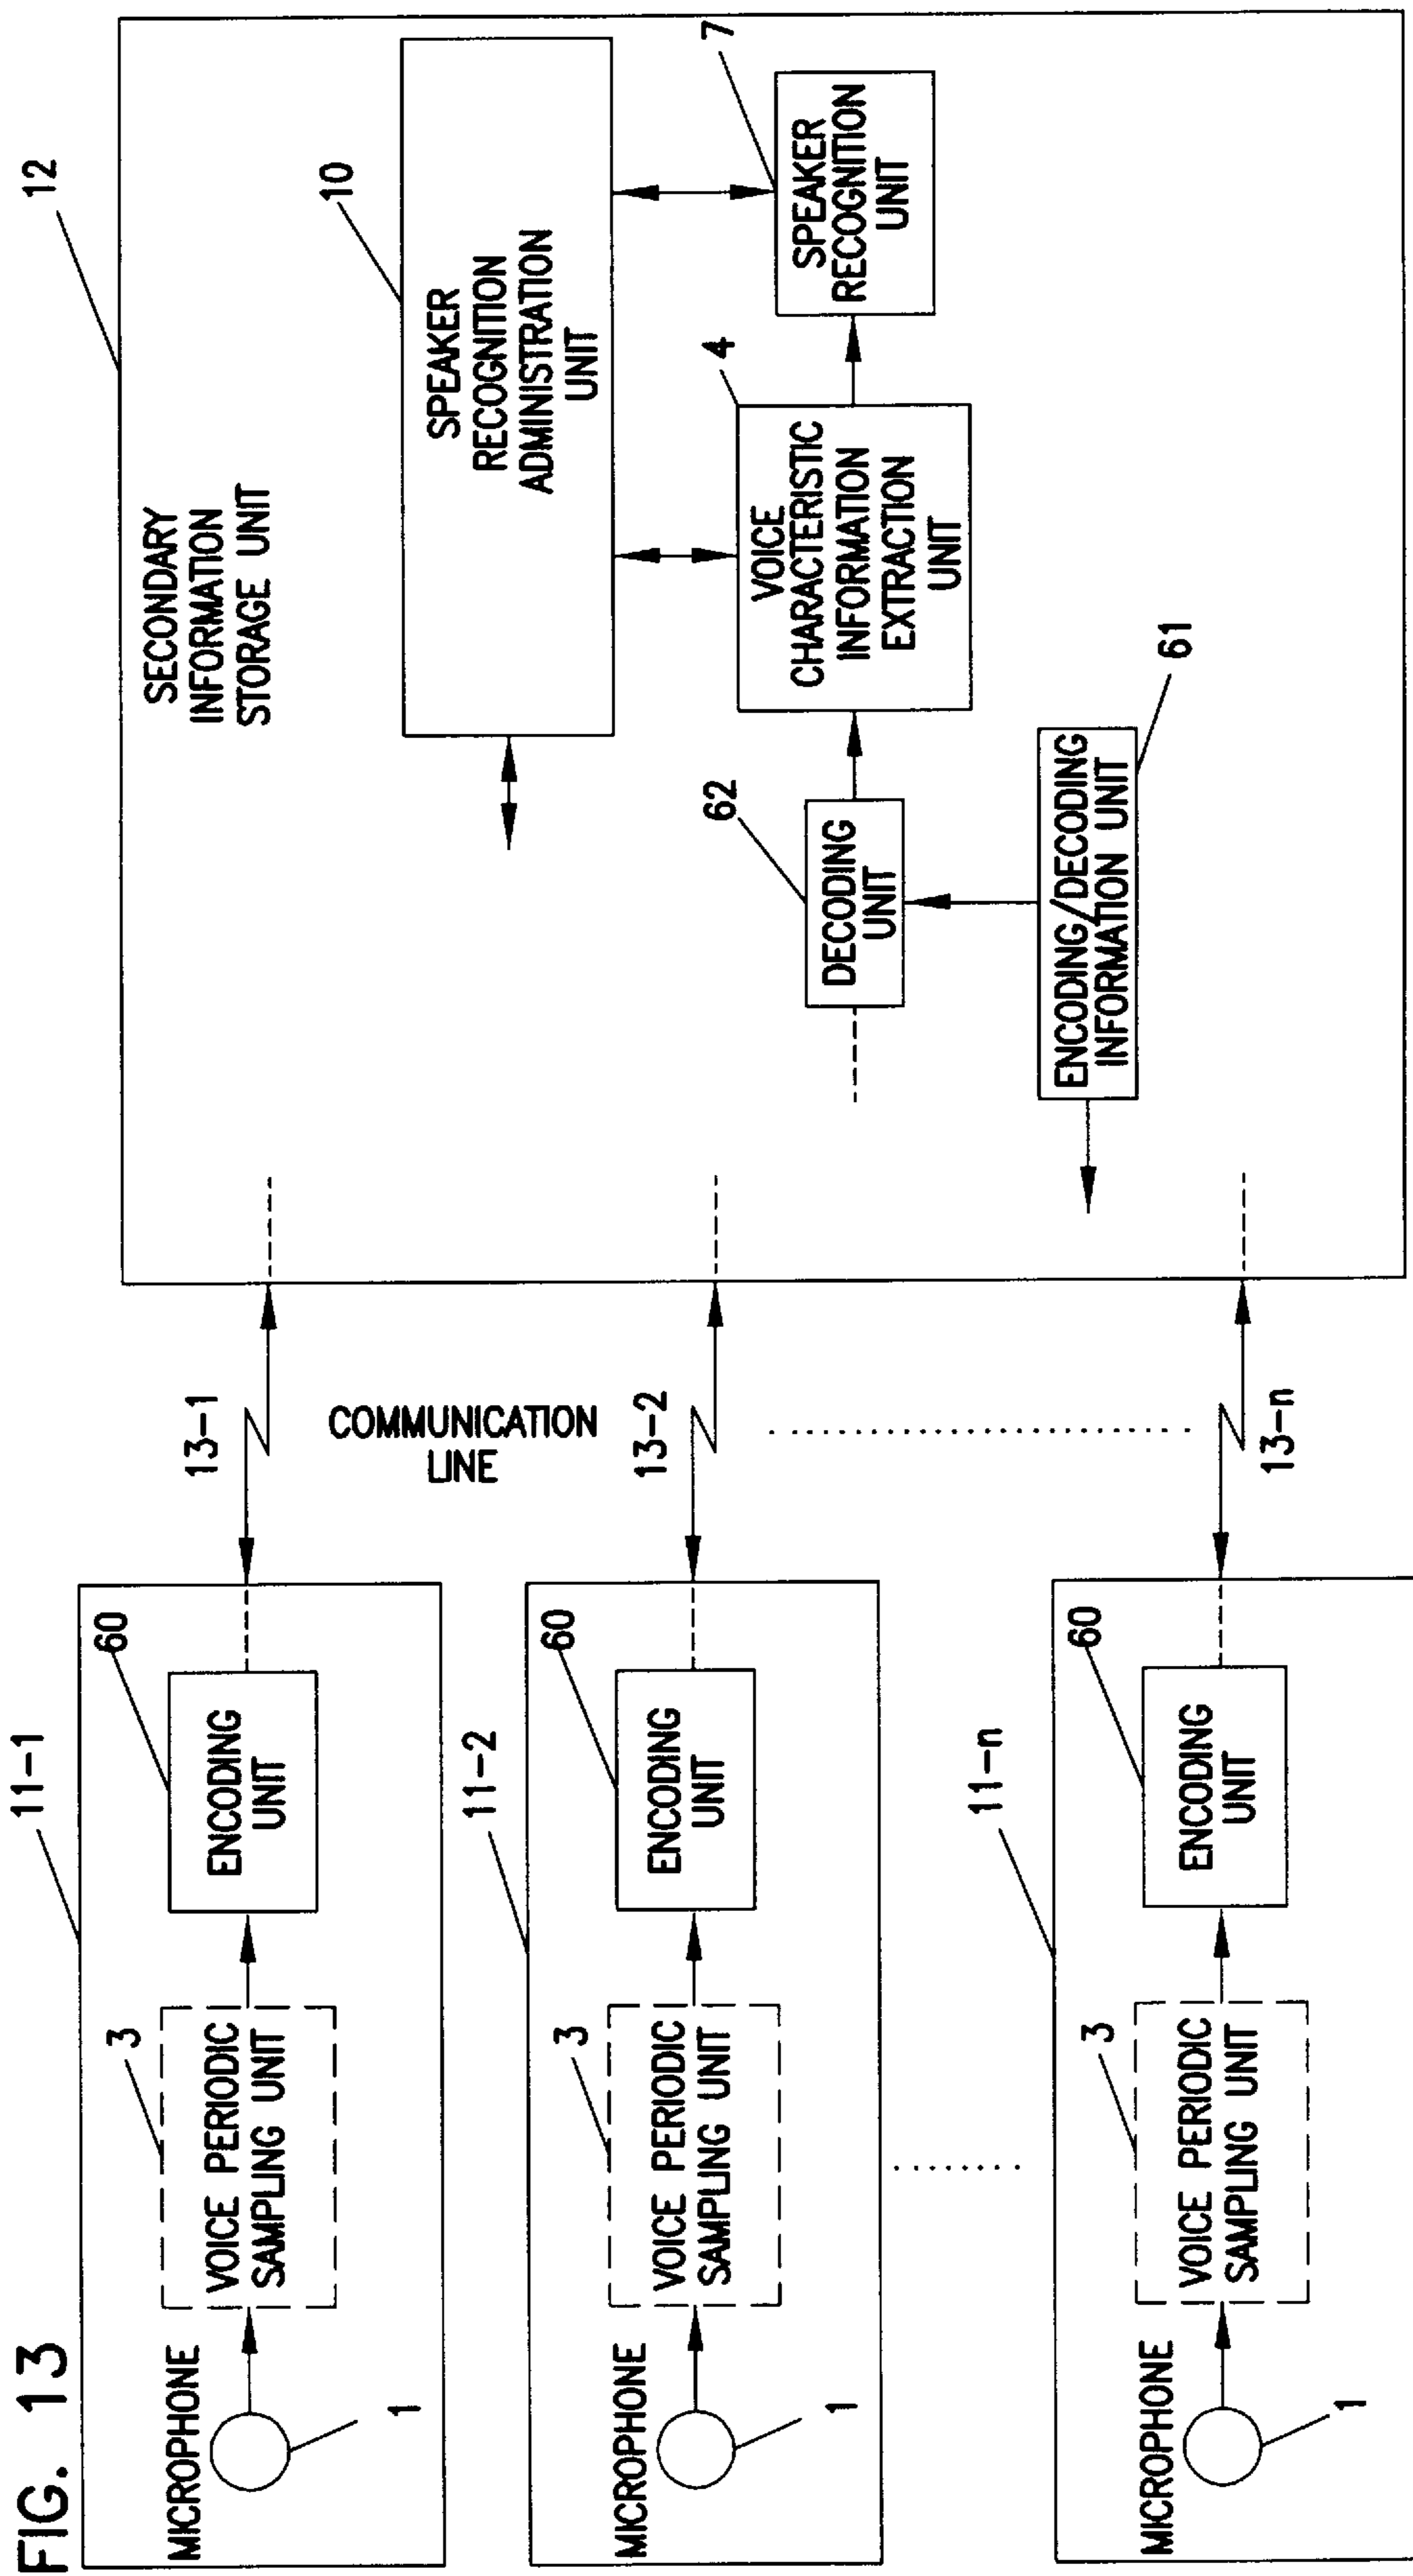 FIG. 13
11-1
MICROPHONE
1
3
VOICE PERIODIC
SAMPLING UNIT
60
ENCODING
UNIT
11-2
MICROPHONE
1
3
VOICE PERIODIC
SAMPLING UNIT
60
ENCODING
UNIT
11-n
MICROPHONE
1
3
VOICE PERIODIC
SAMPLING UNIT
60
ENCODING
UNIT
13-1
COMMUNICATION
LINE
13-2
13-n
12
SECONDARY
INFORMATION
STORAGE UNIT
10
SPEAKER
RECOGNITION
ADMINISTRATION
UNIT
62
DECODING
UNIT
4
VOICE
CHARACTERISTIC
INFORMATION
EXTRACTION
UNIT
7
SPEAKER
RECOGNITION
UNIT
61
ENCODING/DECODING
INFORMATION UNIT